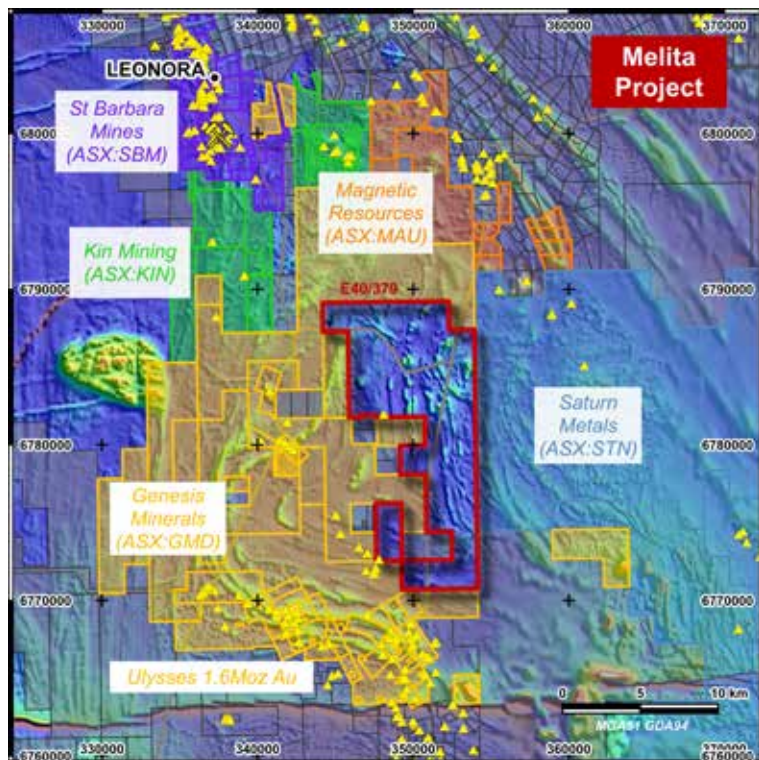 330000
340000
350000
360000
370000
Melita
Project
LEONORA
St Barbara
Mines
(ASX:SBM)
6800000
6800000
Magnetic
Resources
(ASX:MAU)
Kin Mining
(ASX:KIN)
6790000
6790000
E40/379
Saturn
Metals
(ASX:STN)
6780000
6780000
Genesis
Minerals
(ASX:GMD)
6770000
6770000
Ulysses 1.6Moz Au
0 5 10 km
MGA51 GDA94
6760000
330000
340000
350000
360000
370000
6760000